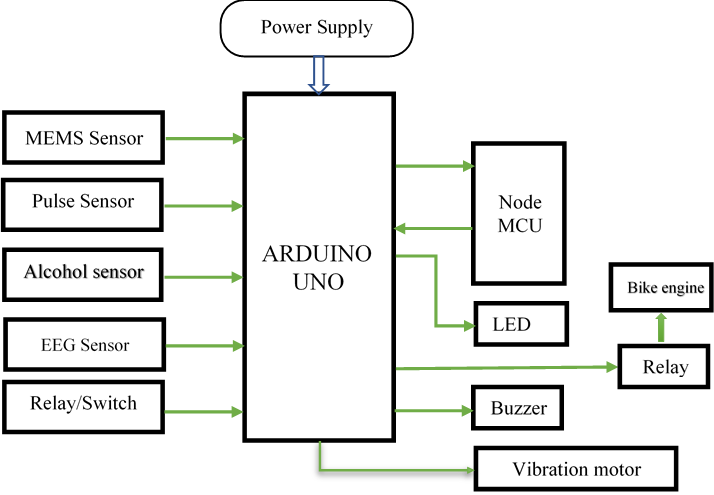 Power Supply
MEMS Sensor
Pulse Sensor
Alcohol sensor
EEG Sensor
Relay/Switch
ARDUINO
UNO
Node
MCU
LED
Bike engine
Relay
Buzzer
Vibration motor